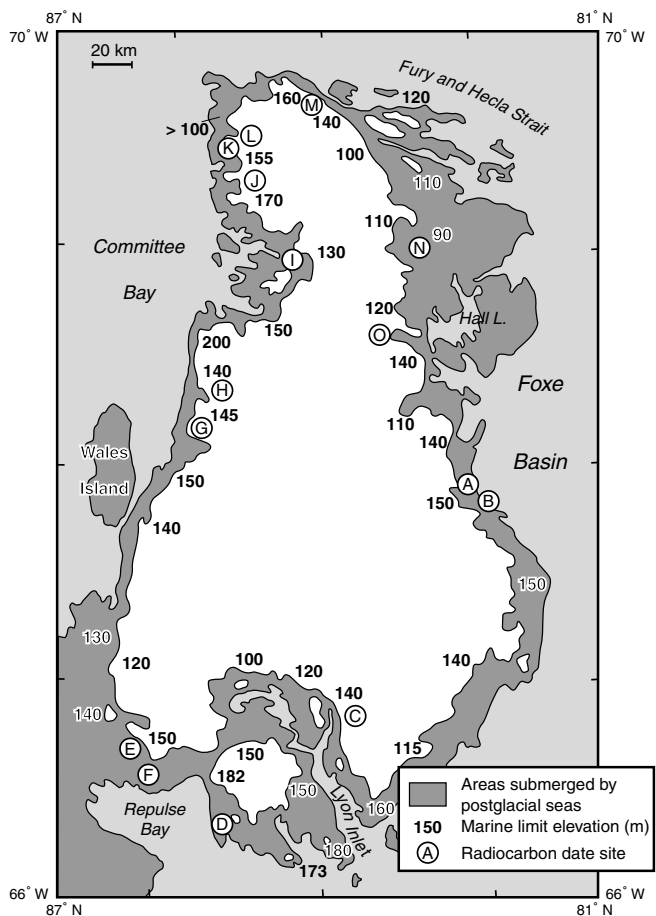 87° N
81° N
70° W
70° W
20 km
Fury and Hecla Strait
120
160
M
140
> 100
L
K
155
100
110
J
170
110
90
N
Committee
Bay
I
130
150
120
Hall L.
200
O
140
140
H
Foxe
145
G
110
140
Wales
Island
Basin
150
A
B
150
140
150
130
120
100
120
140
140
C
140
E
150
150
115
F
182
150
160
Repulse
Bay
D
Lyon Inlet
180
173
Areas submerged by
postglacial seas
150 Marine limit elevation (m)
A Radiocarbon date site
66° W
66° W
87° N
81° N